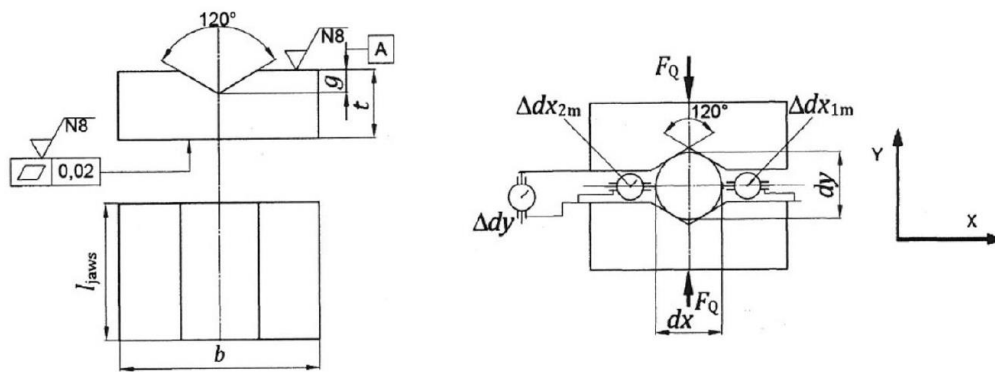 120°
N8
A
g
t
N8
0,02
l_jaws
b
F_Q
Δdx_2m
120°
Δdx_1m
Δdy
dy
F_Q
dx
Y
X